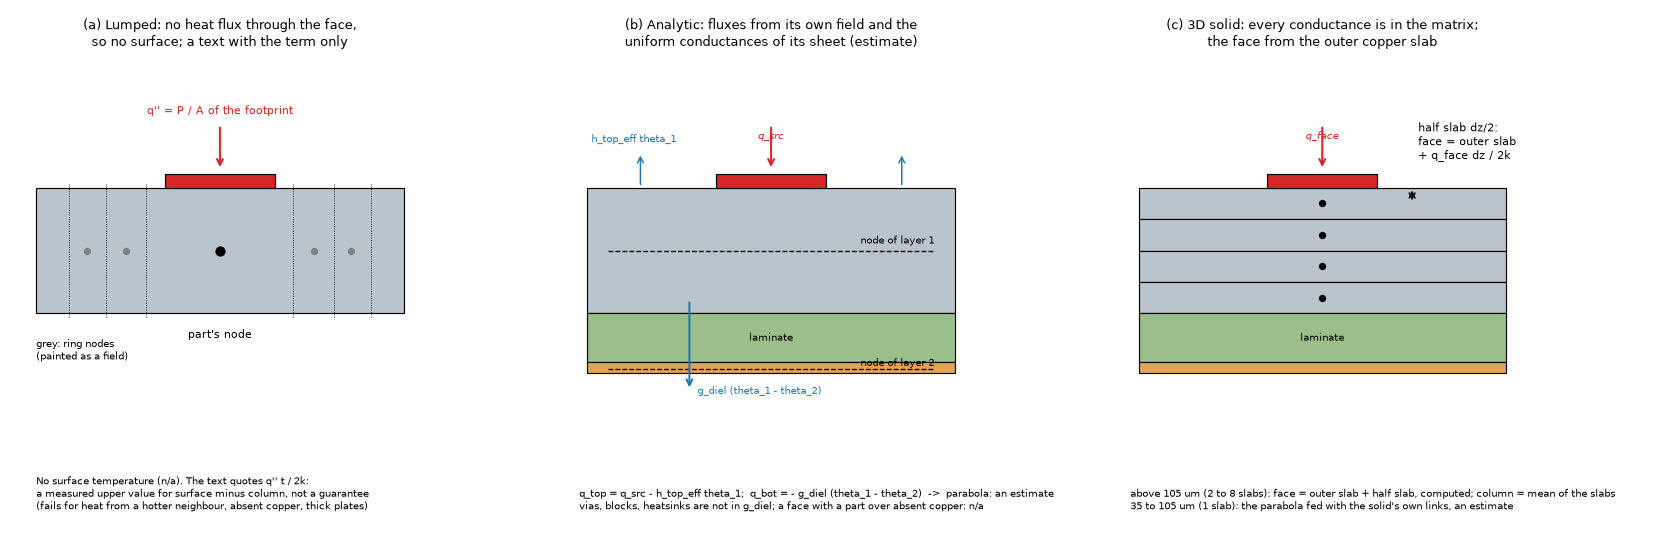 (a) Lumped: no heat flux through the face,
so no surface; a text with the term only
q'' = P / A of the footprint
part's node
grey: ring nodes
(painted as a field)
No surface temperature (n/a). The text quotes q'' t / 2k:
a measured upper value for surface minus column, not a guarantee
(fails for heat from a hotter neighbour, absent copper, thick plates)
(b) Analytic: fluxes from its own field and the
uniform conductances of its sheet (estimate)
h_top_eff theta_1
q_src
node of layer 1
laminate
node of layer 2
g_diel (theta_1 - theta_2)
q_top = q_src - h_top_eff theta_1;  q_bot = - g_diel (theta_1 - theta_2)  ->  parabola: an estimate
vias, blocks, heatsinks are not in g_diel; a face with a part over absent copper: n/a
(c) 3D solid: every conductance is in the matrix;
the face from the outer copper slab
q_face
half slab dz/2:
face = outer slab
+ q_face dz / 2k
laminate
above 105 um (2 to 8 slabs): face = outer slab + half slab, computed; column = mean of the slabs
35 to 105 um (1 slab): the parabola fed with the solid's own links, an estimate